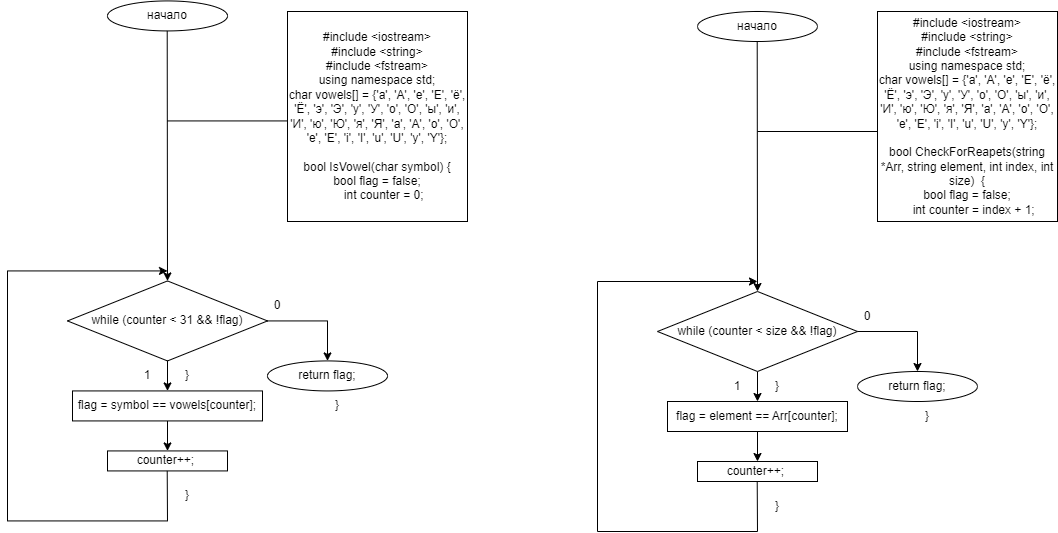 начало
#include <iostream>
#include <string>
#include <fstream>
using namespace std;
char vowels[] = {'а', 'А', 'е', 'Е', 'ё',
'Ё', 'э', 'Э', 'у', 'У', 'о', 'О', 'ы', 'и',
'И', 'ю', 'Ю', 'я', 'Я', 'a', 'A', 'o', 'O',
'e', 'E', 'i', 'I', 'u', 'U', 'y', 'Y'};
bool IsVowel(char symbol) {
bool flag = false;
int counter = 0;
while (counter < 31 && !flag)
0
1
}
return flag;
}
flag = symbol == vowels[counter];
counter++;
}
начало
#include <iostream>
#include <string>
#include <fstream>
using namespace std;
char vowels[] = {'а', 'А', 'е', 'Е', 'ё',
'Ё', 'э', 'Э', 'у', 'У', 'о', 'О', 'ы', 'и',
'И', 'ю', 'Ю', 'я', 'Я', 'a', 'A', 'o', 'O',
'e', 'E', 'i', 'I', 'u', 'U', 'y', 'Y'};
bool CheckForReapets(string
*Arr, string element, int index, int
size) {
bool flag = false;
int counter = index + 1;
while (counter < size && !flag)
0
1
}
return flag;
}
flag = element == Arr[counter];
counter++;
}